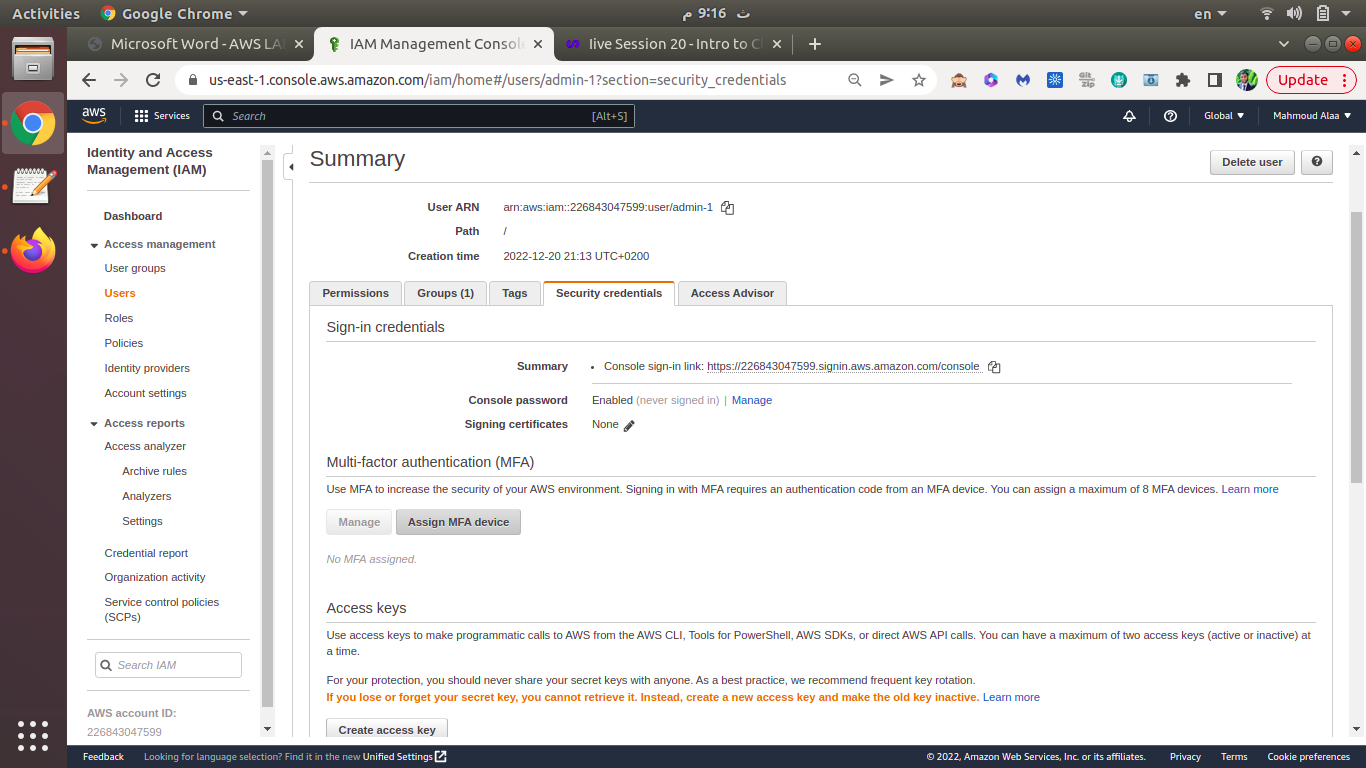 Activities
Google Chrome
ث 9:16 م
en
Microsoft Word - AWS LA
IAM Management Consol
live Session 20 - Intro to Cl
us-east-1.console.aws.amazon.com/iam/home#/users/admin-1?section=security_credentials
Git
Zip
Update
aws
Services
Search
[Alt+S]
Global
Mahmoud Alaa
Identity and Access
Management (IAM)
Dashboard
Access management
User groups
Users
Roles
Policies
Identity providers
Account settings
Access reports
Access analyzer
Archive rules
Analyzers
Settings
Credential report
Organization activity
Service control policies
(SCPs)
Search IAM
AWS account ID:
226843047599
Summary
Delete user
User ARN arn:aws:iam::226843047599:user/admin-1
Path /
Creation time 2022-12-20 21:13 UTC+0200
Permissions
Groups (1)
Tags
Security credentials
Access Advisor
Sign-in credentials
Summary • Console sign-in link: https://226843047599.signin.aws.amazon.com/console
Console password Enabled (never signed in) | Manage
Signing certificates None
Multi-factor authentication (MFA)
Use MFA to increase the security of your AWS environment. Signing in with MFA requires an authentication code from an MFA device. You can assign a maximum of 8 MFA devices. Learn more
Manage
Assign MFA device
No MFA assigned.
Access keys
Use access keys to make programmatic calls to AWS from the AWS CLI, Tools for PowerShell, AWS SDKs, or direct AWS API calls. You can have a maximum of two access keys (active or inactive) at
a time.
For your protection, you should never share your secret keys with anyone. As a best practice, we recommend frequent key rotation.
If you lose or forget your secret key, you cannot retrieve it. Instead, create a new access key and make the old key inactive. Learn more
Create access key
Feedback
Looking for language selection? Find it in the new Unified Settings
© 2022, Amazon Web Services, Inc. or its affiliates.
Privacy
Terms
Cookie preferences